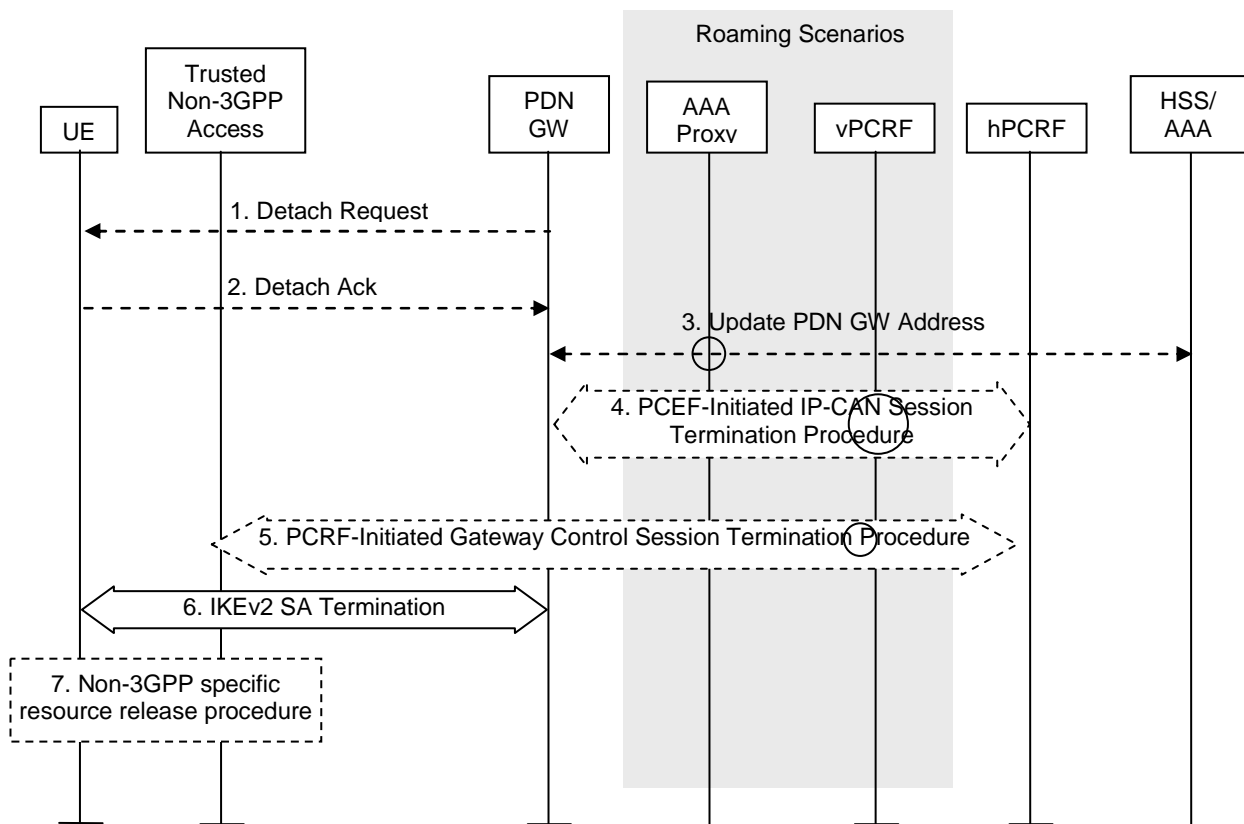 Roaming Scenarios
UE
Trusted
Non-3GPP
Access
PDN
GW
AAA
Proxy
vPCRF
hPCRF
HSS/
AAA
1. Detach Request
2. Detach Ack
3. Update PDN GW Address
4. PCEF-Initiated IP-CAN Session
Termination Procedure
5. PCRF-Initiated Gateway Control Session Termination Procedure
6. IKEv2 SA Termination
7. Non-3GPP specific
resource release procedure